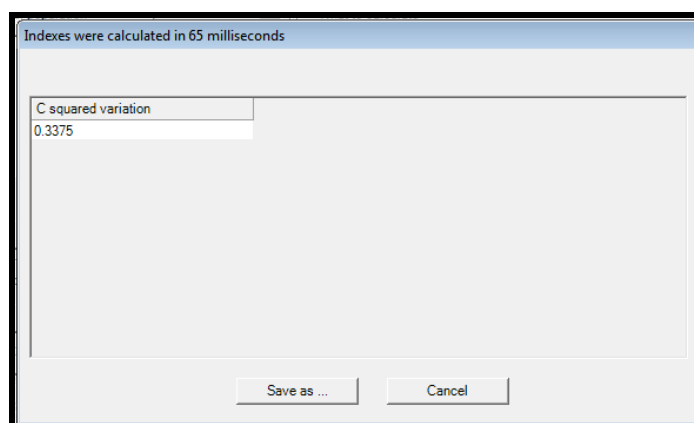 Indexes were calculated in 65 milliseconds
C squared variation
0.3375
Save as ...
Cancel